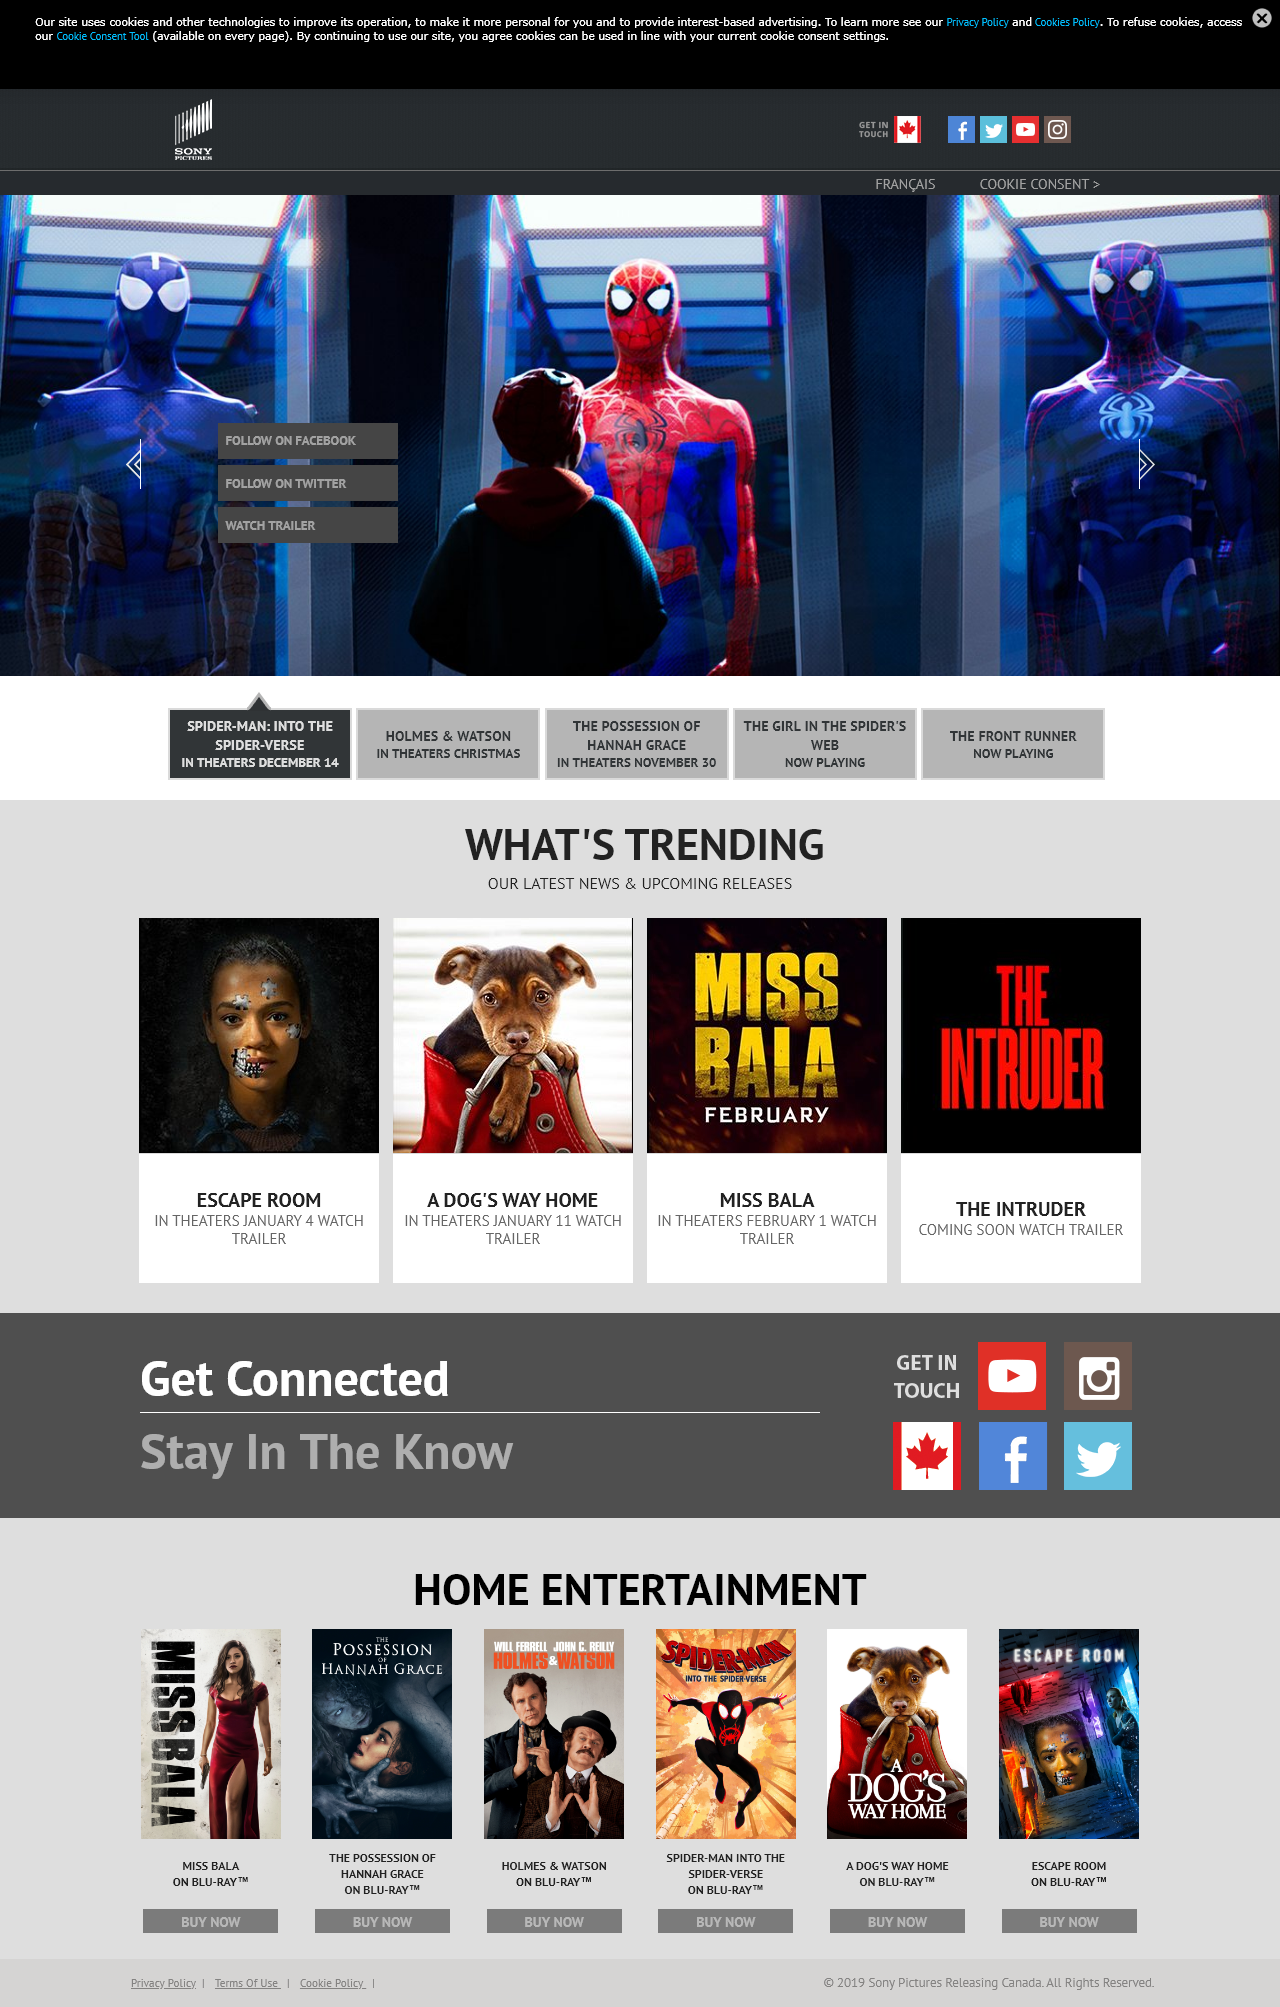 Our site uses cookies and other technologies to improve its operation, to make it more personal for you and to provide interest-based advertising. To learn more see our Privacy Policy and Cookies Policy. To refuse cookies, access
our Cookie Consent Tool (available on every page). By continuing to use our site, you agree cookies can be used in line with your current cookie consent settings.
SONY
PICTURES
GET IN
TOUCH
FRANÇAIS
COOKIE CONSENT >
FOLLOW ON FACEBOOK
FOLLOW ON TWITTER
WATCH TRAILER
SPIDER-MAN: INTO THE
SPIDER-VERSE
IN THEATERS DECEMBER 14
HOLMES & WATSON
IN THEATERS CHRISTMAS
THE POSSESSION OF
HANNAH GRACE
IN THEATERS NOVEMBER 30
THE GIRL IN THE SPIDER'S
WEB
NOW PLAYING
THE FRONT RUNNER
NOW PLAYING
WHAT'S TRENDING
OUR LATEST NEWS & UPCOMING RELEASES
MISS
BALA
FEBRUARY
THE
INTRUDER
ESCAPE ROOM
IN THEATERS JANUARY 4 WATCH
TRAILER
A DOG'S WAY HOME
IN THEATERS JANUARY 11 WATCH
TRAILER
MISS BALA
IN THEATERS FEBRUARY 1 WATCH
TRAILER
THE INTRUDER
COMING SOON WATCH TRAILER
Get Connected
Stay In The Know
GET IN
TOUCH
HOME ENTERTAINMENT
MISS BALA
THE
POSSESSION
OF
HANNAH GRACE
WILL FERRELL JOHN C. REILLY
HOLMES & WATSON
SPIDER-MAN
INTO THE SPIDER-VERSE
A
DOG'S
WAY HOME
ESCAPE ROOM
MISS BALA
ON BLU-RAY™
THE POSSESSION OF
HANNAH GRACE
ON BLU-RAY™
HOLMES & WATSON
ON BLU-RAY™
SPIDER-MAN INTO THE
SPIDER-VERSE
ON BLU-RAY™
A DOG'S WAY HOME
ON BLU-RAY™
ESCAPE ROOM
ON BLU-RAY™
BUY NOW
BUY NOW
BUY NOW
BUY NOW
BUY NOW
BUY NOW
Privacy Policy | Terms Of Use | Cookie Policy |
© 2019 Sony Pictures Releasing Canada. All Rights Reserved.